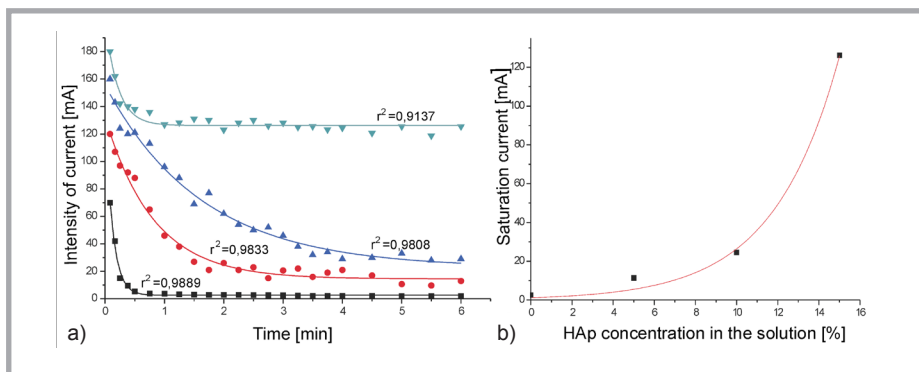 180
160
140
120
100
80
60
40
20
0
Intensity of current [mA]
r²=0,9137
r²=0,9808
r²=0,9833
r²=0,9889
0 1 2 3 4 5 6
a) Time [min]
120
100
80
60
40
20
0
Saturation current [mA]
0 2 4 6 8 10 12 14 16
b) HAp concentration in the solution [%]